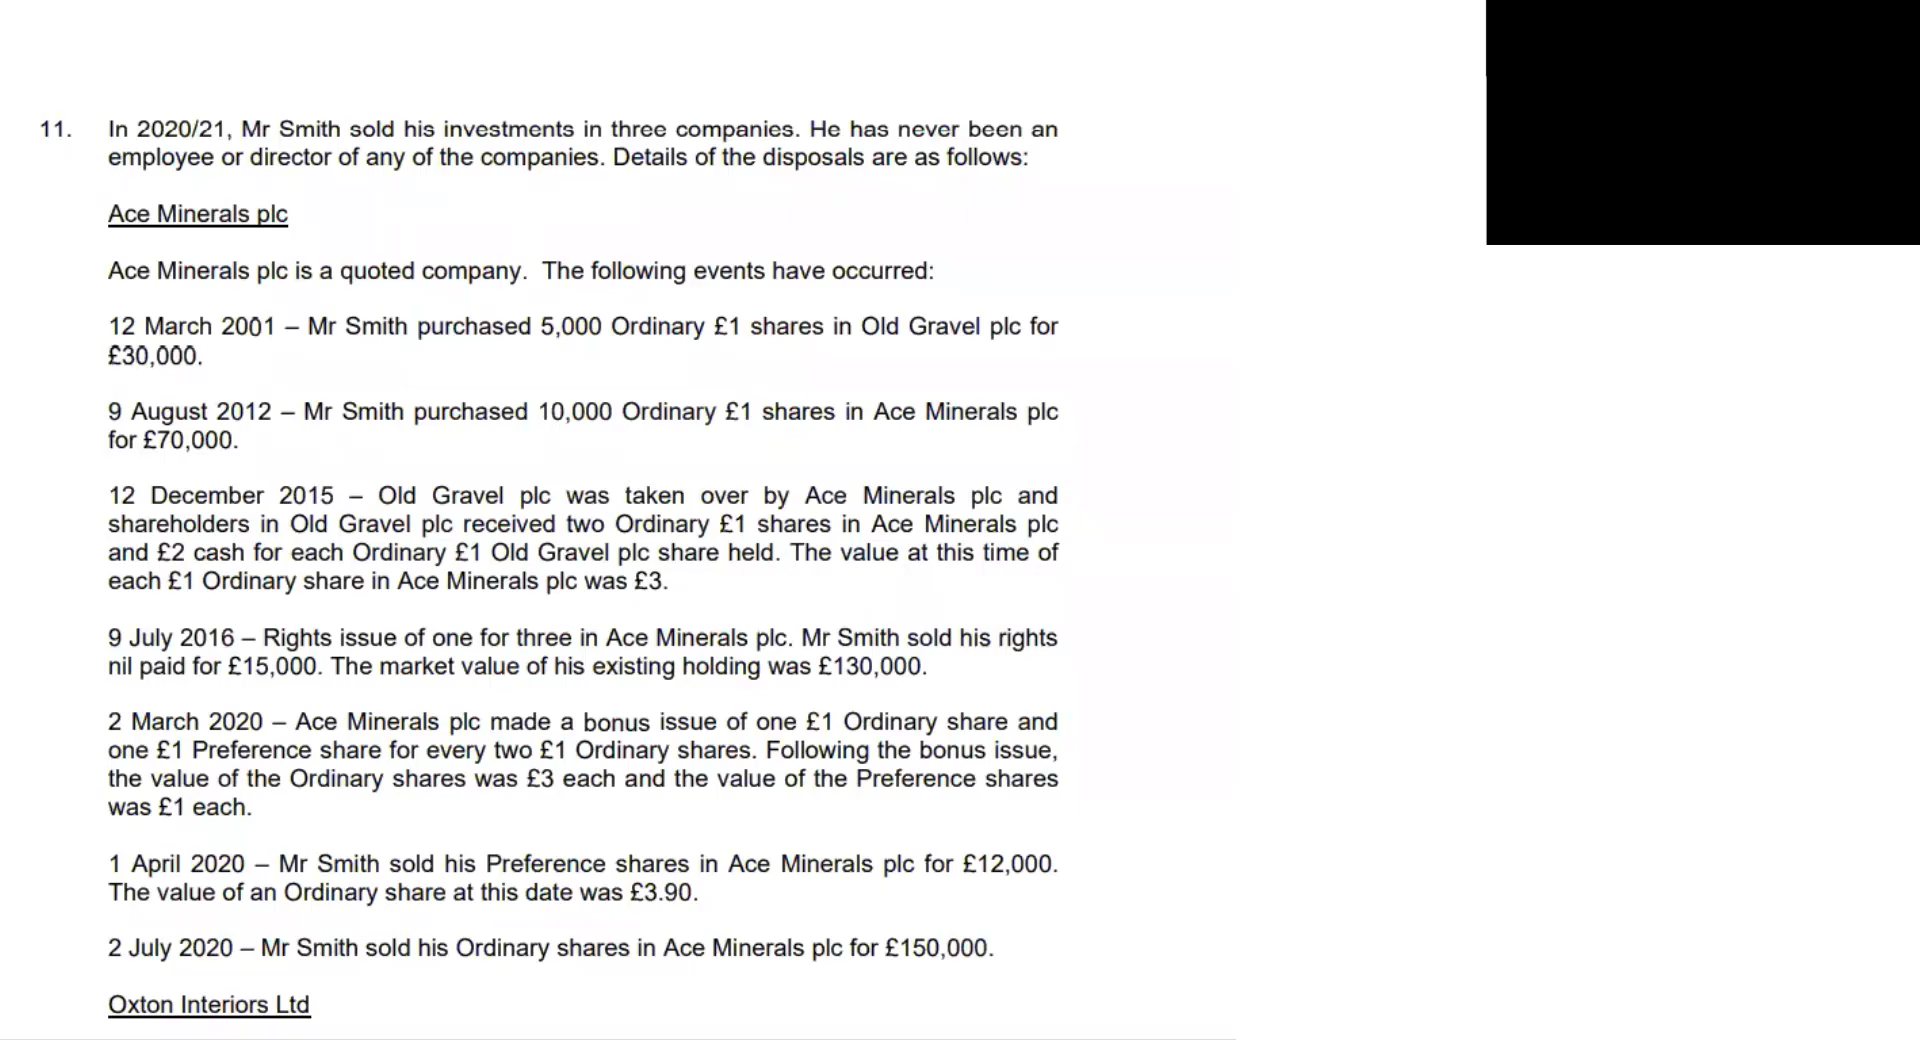 11. In 2020/21, Mr Smith sold his investments in three companies. He has never been an
employee or director of any of the companies. Details of the disposals are as follows:
Ace Minerals plc
Ace Minerals plc is a quoted company. The following events have occurred:
12 March 2001 – Mr Smith purchased 5,000 Ordinary £1 shares in Old Gravel plc for
£30,000.
9 August 2012 – Mr Smith purchased 10,000 Ordinary £1 shares in Ace Minerals plc
for £70,000.
12 December 2015 – Old Gravel plc was taken over by Ace Minerals plc and
shareholders in Old Gravel plc received two Ordinary £1 shares in Ace Minerals plc
and £2 cash for each Ordinary £1 Old Gravel plc share held. The value at this time of
each £1 Ordinary share in Ace Minerals plc was £3.
9 July 2016 – Rights issue of one for three in Ace Minerals plc. Mr Smith sold his rights
nil paid for £15,000. The market value of his existing holding was £130,000.
2 March 2020 – Ace Minerals plc made a bonus issue of one £1 Ordinary share and
one £1 Preference share for every two £1 Ordinary shares. Following the bonus issue,
the value of the Ordinary shares was £3 each and the value of the Preference shares
was £1 each.
1 April 2020 – Mr Smith sold his Preference shares in Ace Minerals plc for £12,000.
The value of an Ordinary share at this date was £3.90.
2 July 2020 – Mr Smith sold his Ordinary shares in Ace Minerals plc for £150,000.
Oxton Interiors Ltd